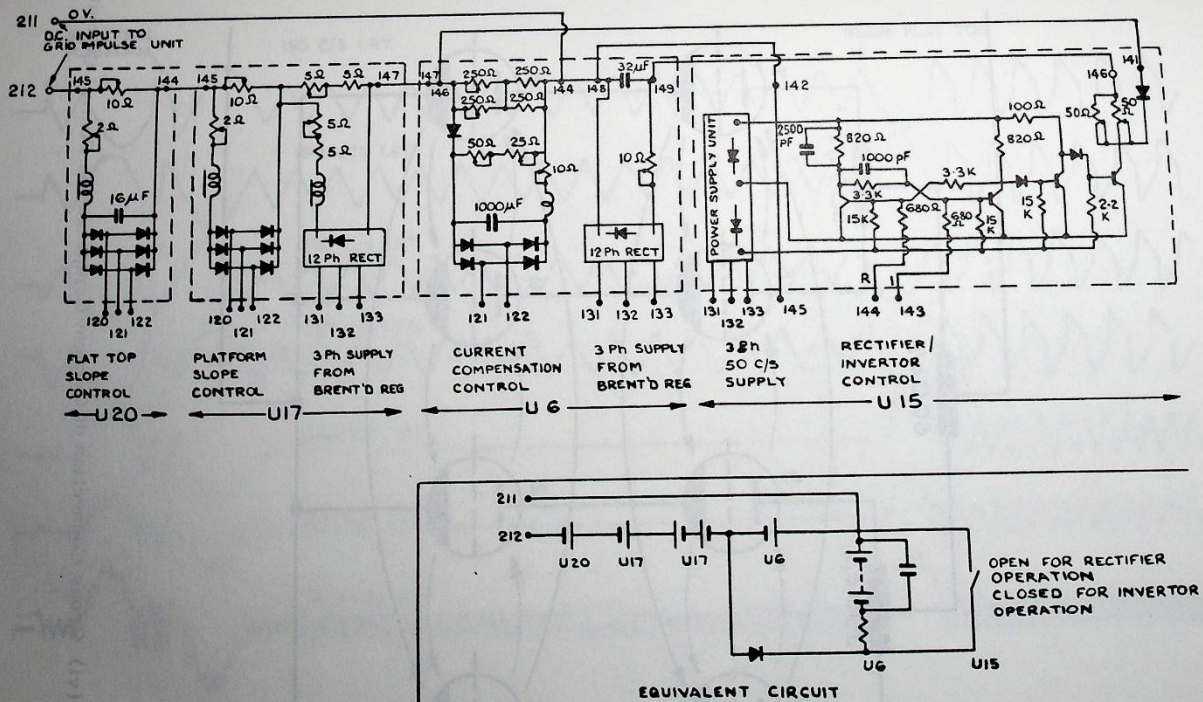 211
O V.
D.C. INPUT TO
GRID IMPULSE UNIT
212
145
144
10Ω
2Ω
16μF
120
121
122
FLAT TOP
SLOPE
CONTROL
U 20
145
10Ω
5Ω
5Ω
147
2Ω
5Ω
5Ω
12 Ph RECT
120
121
122
131
132
133
PLATFORM
SLOPE
CONTROL
3 Ph SUPPLY
FROM
BRENT'D REG
U17
147
146
250Ω
250Ω
250Ω
250Ω
144
148
32μF
149
50Ω
25Ω
10Ω
10Ω
1000μF
12 Ph RECT
121
122
131
132
133
CURRENT
COMPENSATION
CONTROL
3 Ph SUPPLY
FROM
BRENT'D REG
U 6
142
146
141
POWER SUPPLY UNIT
2500
PF
820Ω
1000 pF
3·3K
3·3K
15K
680Ω
680
Ω
15
K
820Ω
100Ω
50Ω
50
Ω
15
K
2·2
K
131
132
133
145
R
I
144
143
3 Ph
50 C/S
SUPPLY
RECTIFIER/
INVERTOR
CONTROL
U 15
211
212
U20
U17
U17
U6
OPEN FOR RECTIFIER
OPERATION
CLOSED FOR INVERTOR
OPERATION
U6
U15
EQUIVALENT CIRCUIT